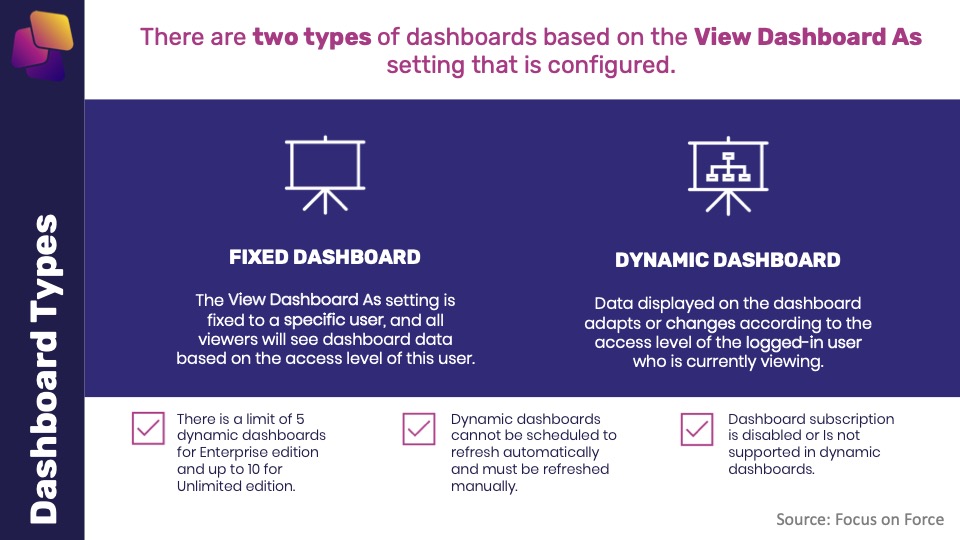 There are two types of dashboards based on the View Dashboard As
setting that is configured.
Dashboard Types
FIXED DASHBOARD
The View Dashboard As setting is
fixed to a specific user, and all
viewers will see dashboard data
based on the access level of this user.
DYNAMIC DASHBOARD
Data displayed on the dashboard
adapts or changes according to the
access level of the logged-in user
who is currently viewing.
There is a limit of 5
dynamic dashboards
for Enterprise edition
and up to 10 for
Unlimited edition.
Dynamic dashboards
cannot be scheduled to
refresh automatically
and must be refreshed
manually.
Dashboard subscription
is disabled or Is not
supported in dynamic
dashboards.
Source: Focus on Force